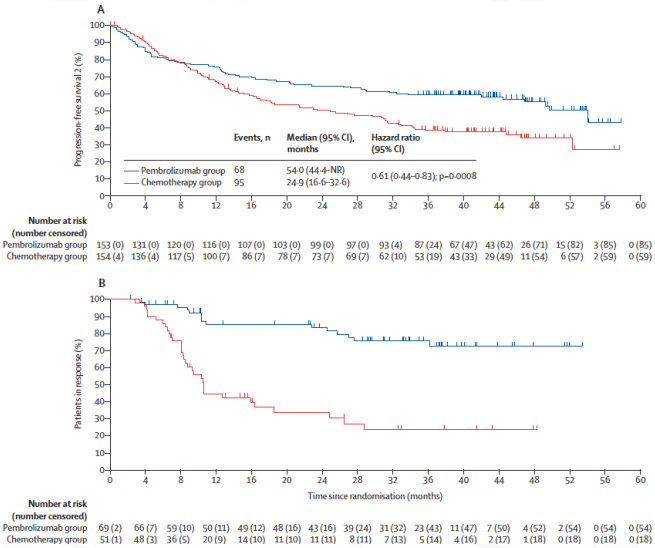 A
100
90
80
70
60
50
40
30
20
10
0
Progression-free survival 2 (%)
Events, n Median (95% CI), months Hazard ratio (95% CI)
Pembrolizumab group 68 54·0 (44·4–NR) 0·61 (0·44–0·83); p=0·0008
Chemotherapy group 95 24·9 (16·6–32·6)
0 4 8 12 16 20 24 28 32 36 40 44 48 52 56 60
Number at risk
(number censored)
Pembrolizumab group 153 (0) 131 (0) 120 (0) 116 (0) 107 (0) 103 (0) 99 (0) 97 (0) 93 (4) 87 (24) 67 (47) 43 (62) 26 (71) 15 (82) 3 (85) 0 (85)
Chemotherapy group 154 (4) 136 (4) 117 (5) 100 (7) 86 (7) 78 (7) 73 (7) 69 (7) 62 (10) 53 (19) 43 (33) 29 (49) 11 (54) 6 (57) 2 (59) 0 (59)
B
100
90
80
70
60
50
40
30
20
10
0
Patients in response (%)
0 4 8 12 16 20 24 28 32 36 40 44 48 52 56 60
Time since randomisation (months)
Number at risk
(number censored)
Pembrolizumab group 69 (2) 66 (7) 59 (10) 50 (11) 49 (12) 48 (16) 43 (16) 39 (24) 31 (32) 23 (43) 11 (47) 7 (50) 4 (52) 2 (54) 0 (54) 0 (54)
Chemotherapy group 51 (1) 48 (3) 36 (5) 20 (9) 14 (10) 11 (10) 11 (11) 8 (11) 7 (13) 5 (14) 4 (16) 2 (17) 1 (18) 0 (18) 0 (18) 0 (18)